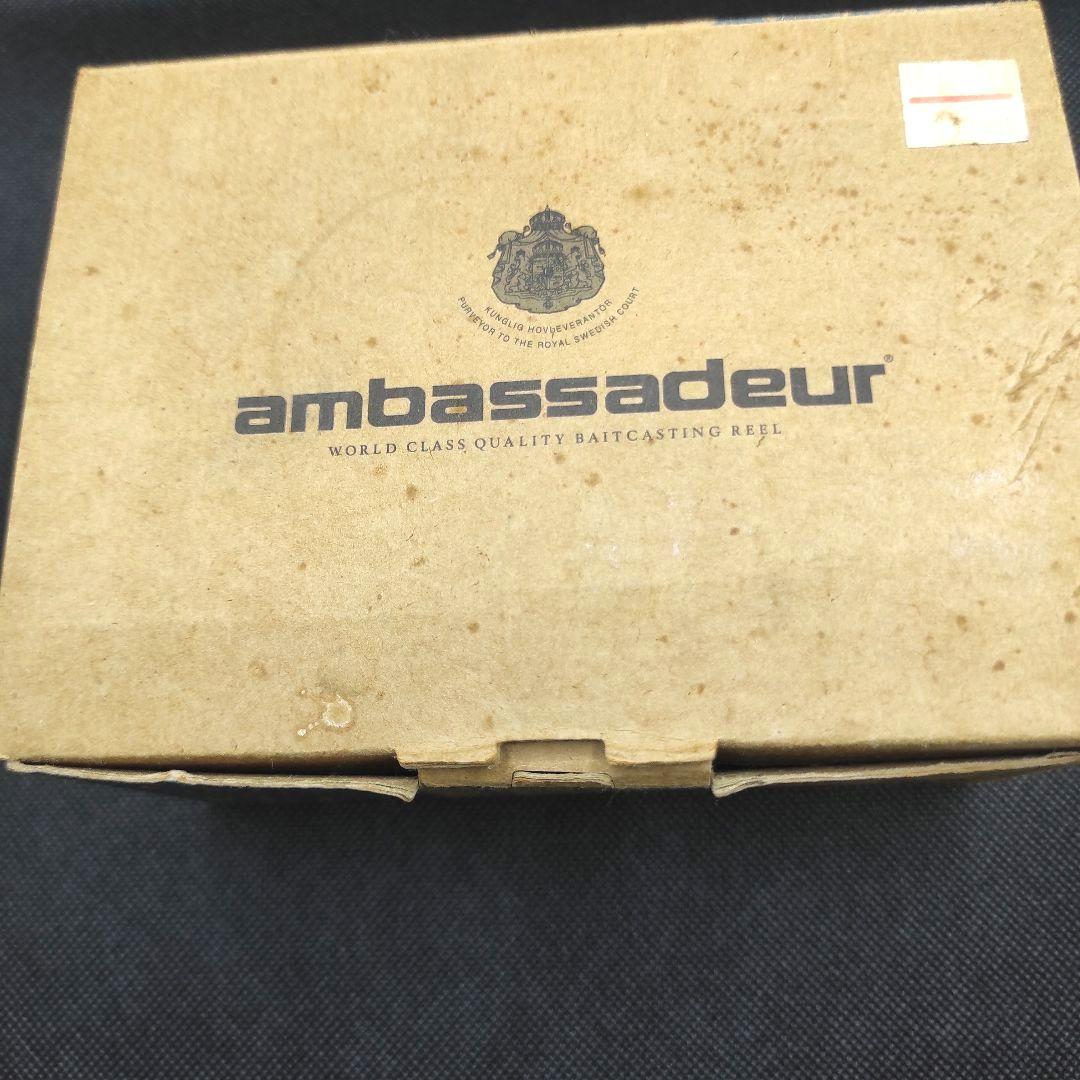 KUNGLIG HOVLEVERANTÖR
PURVEYOR TO THE ROYAL SWEDISH COURT
ambassadeur®
WORLD CLASS QUALITY BAITCASTING REEL